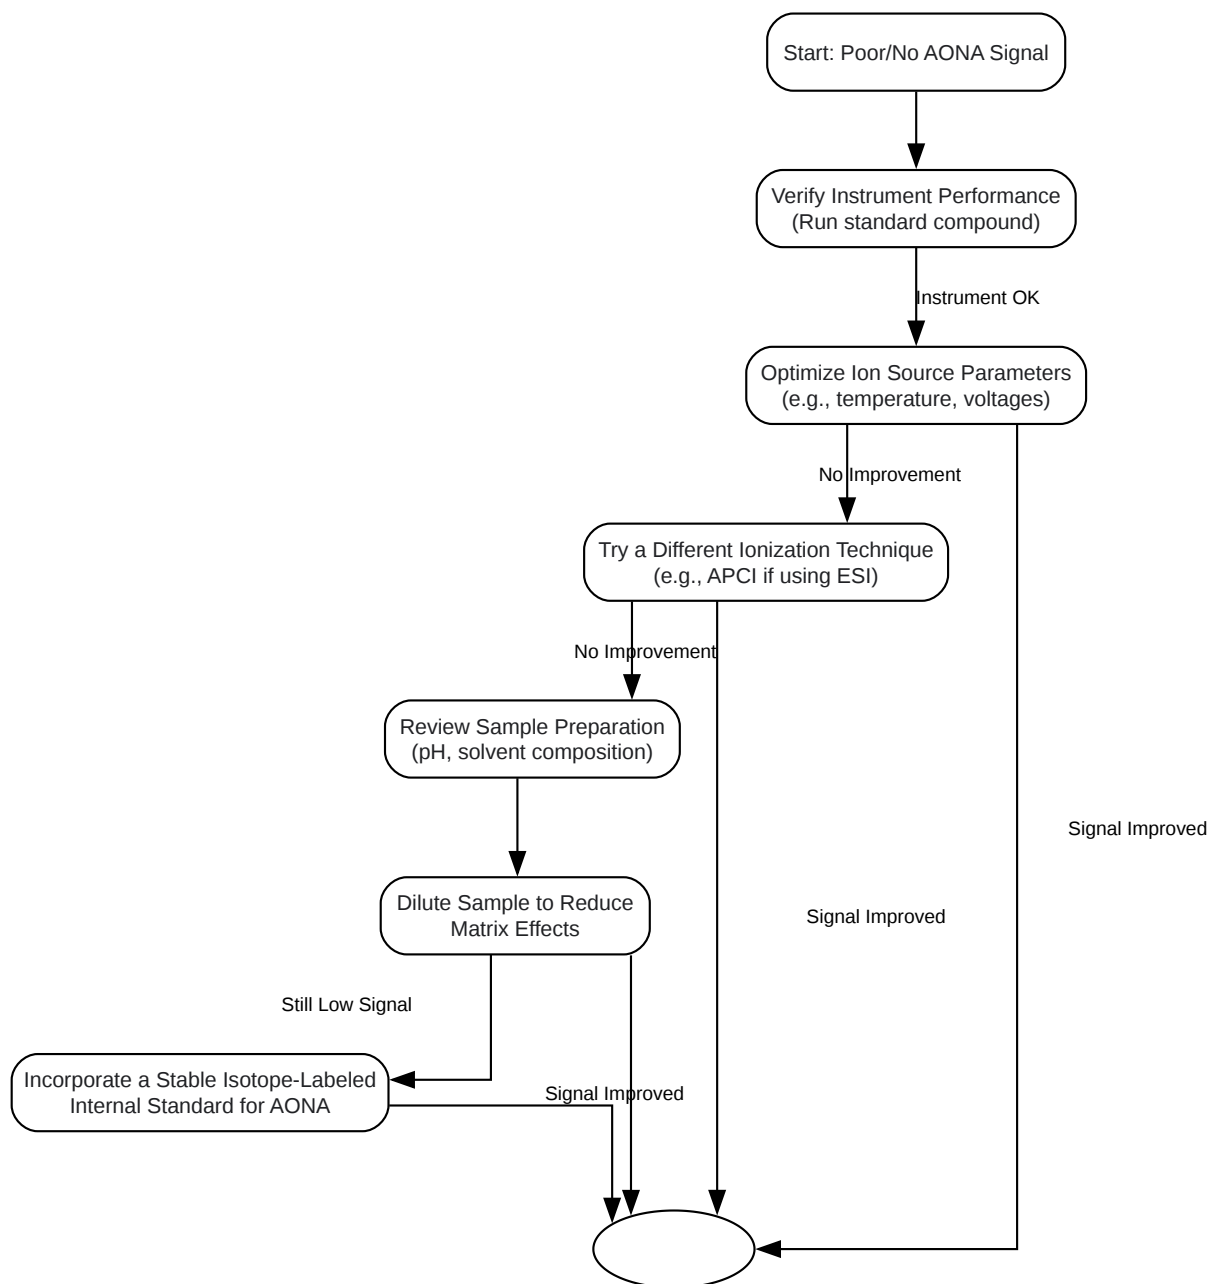 Start: Poor/No AONA Signal
Verify Instrument Performance
(Run standard compound)
Instrument OK
Optimize Ion Source Parameters
(e.g., temperature, voltages)
No Improvement
Try a Different Ionization Technique
(e.g., APCI if using ESI)
No Improvement
Review Sample Preparation
(pH, solvent composition)
Signal Improved
Dilute Sample to Reduce
Matrix Effects
Signal Improved
Still Low Signal
Incorporate a Stable Isotope-Labeled
Internal Standard for AONA
Signal Improved